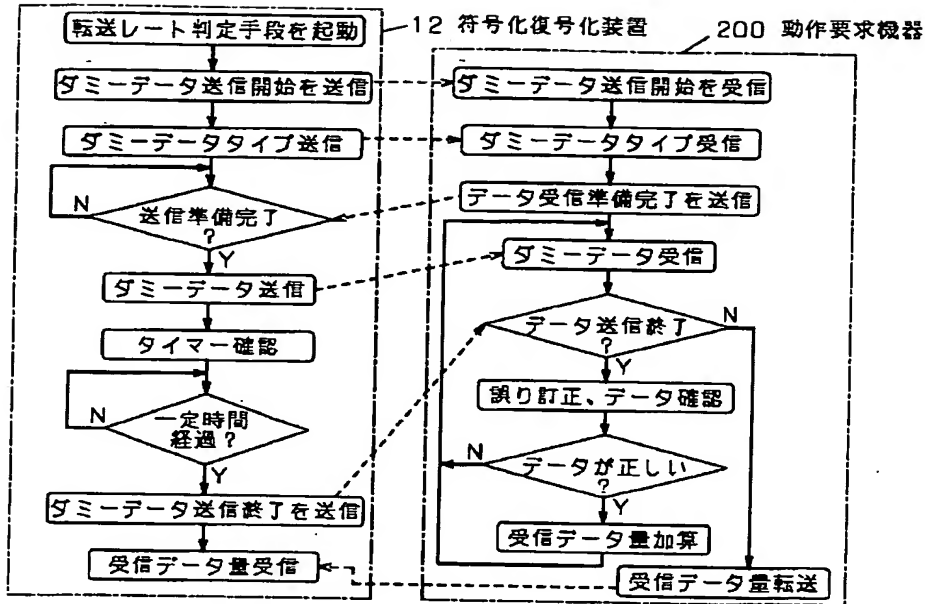 転送レート判定手段を起動
12 符号化復号化装置
200 動作要求機器
ダミーデータ送信開始を送信
ダミーデータ送信開始を受信
ダミーデータタイプ送信
ダミーデータタイプ受信
データ受信準備完了を送信
送信準備完了
?
N
Y
ダミーデータ受信
ダミーデータ送信
データ送信終了
?
N
Y
タイマー確認
誤り訂正、データ確認
一定時間
経過?
N
Y
データが正しい
?
N
Y
ダミーデータ送信終了を送信
受信データ量加算
受信データ量受信
受信データ量転送